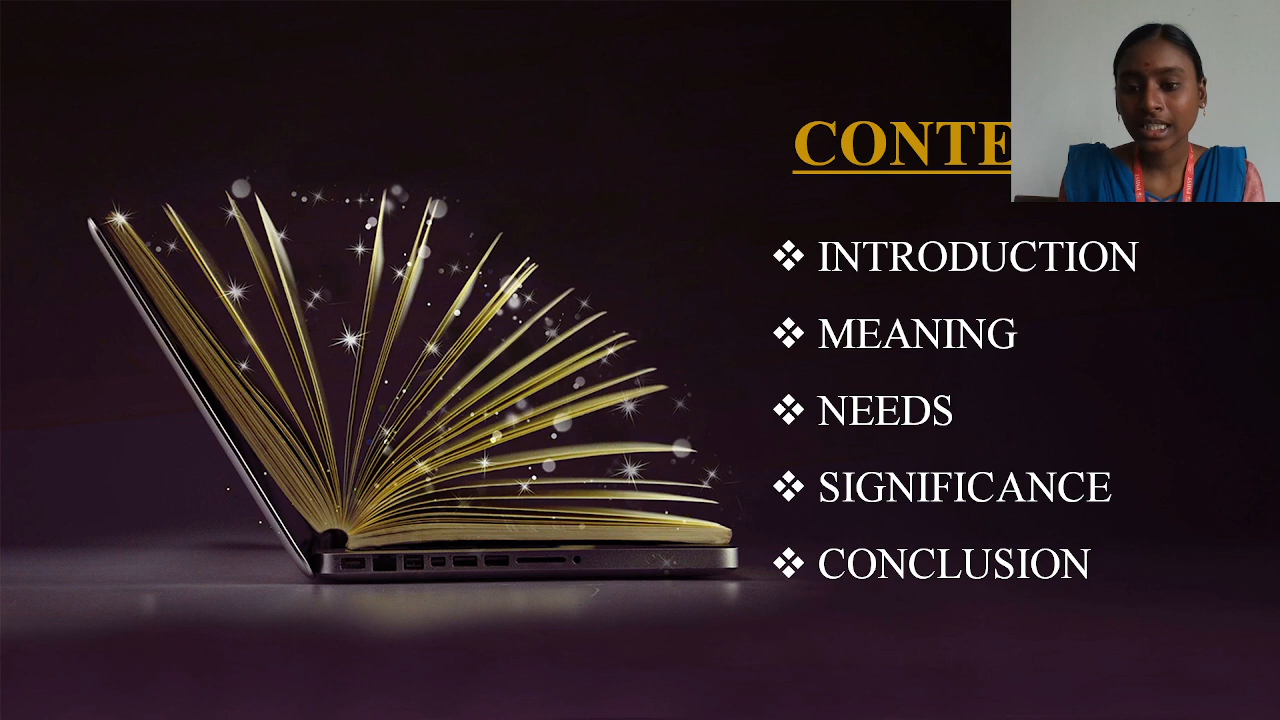 CONTE
❖ INTRODUCTION
❖ MEANING
❖ NEEDS
❖ SIGNIFICANCE
❖ CONCLUSION